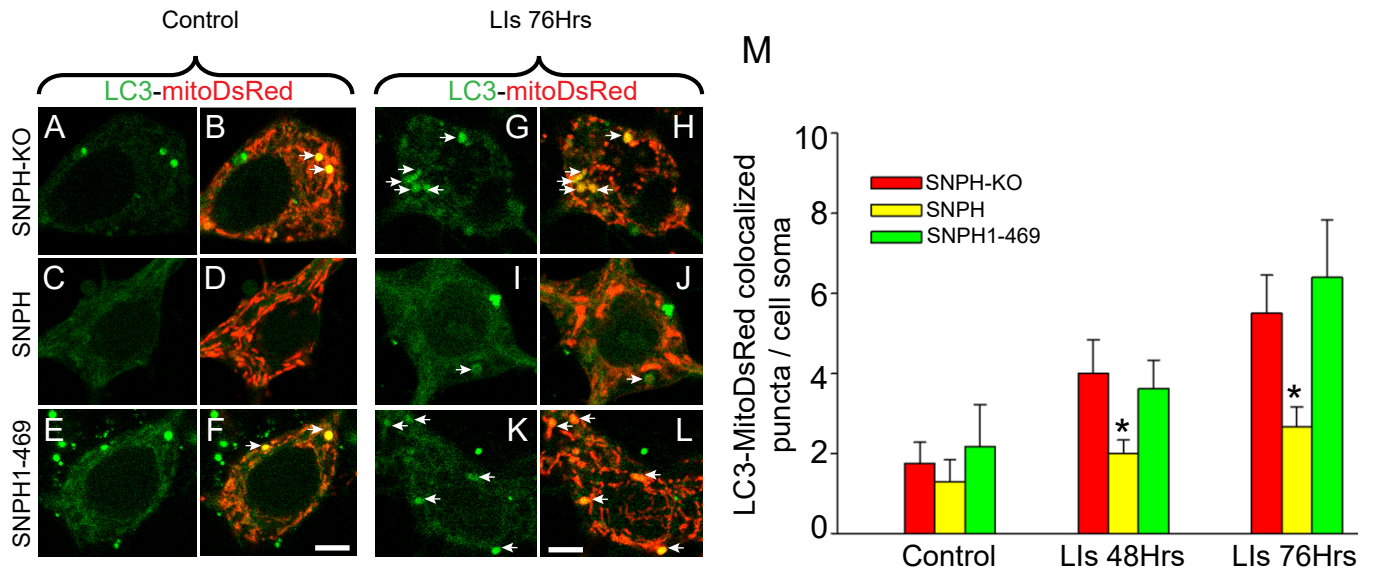 Control
LIs 76Hrs
M
LC3-mitoDsRed
LC3-mitoDsRed
SNPH-KO
A
B
G
H
SNPH
C
D
I
J
SNPH1-469
E
F
K
L
LC3-MitoDsRed colocalized
puncta / cell soma
10
8
6
4
2
0
SNPH-KO
SNPH
SNPH1-469
*
*
Control
LIs 48Hrs
LIs 76Hrs